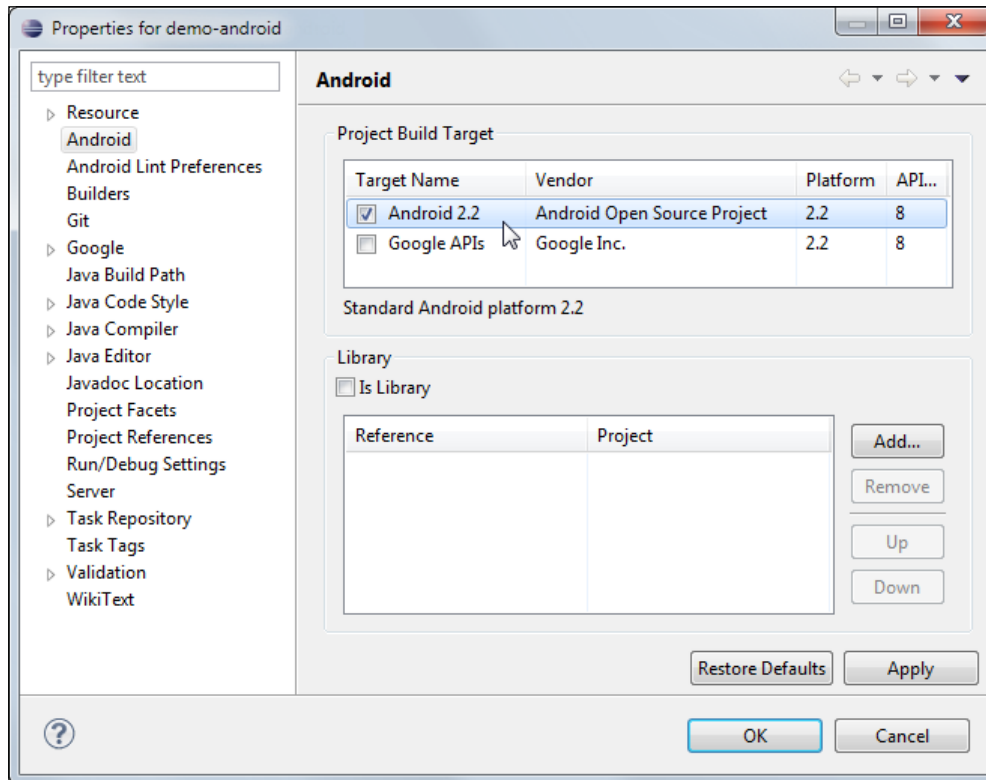 Properties for demo-android
type filter text
Resource
Android
Android Lint Preferences
Builders
Git
Google
Java Build Path
Java Code Style
Java Compiler
Java Editor
Javadoc Location
Project Facets
Project References
Run/Debug Settings
Server
Task Repository
Task Tags
Validation
WikiText
Android
Project Build Target
Target Name Vendor Platform API...
Android 2.2 Android Open Source Project 2.2 8
Google APIs Google Inc. 2.2 8
Standard Android platform 2.2
Library
Is Library
Reference Project
Add...
Remove
Up
Down
Restore Defaults Apply
OK Cancel